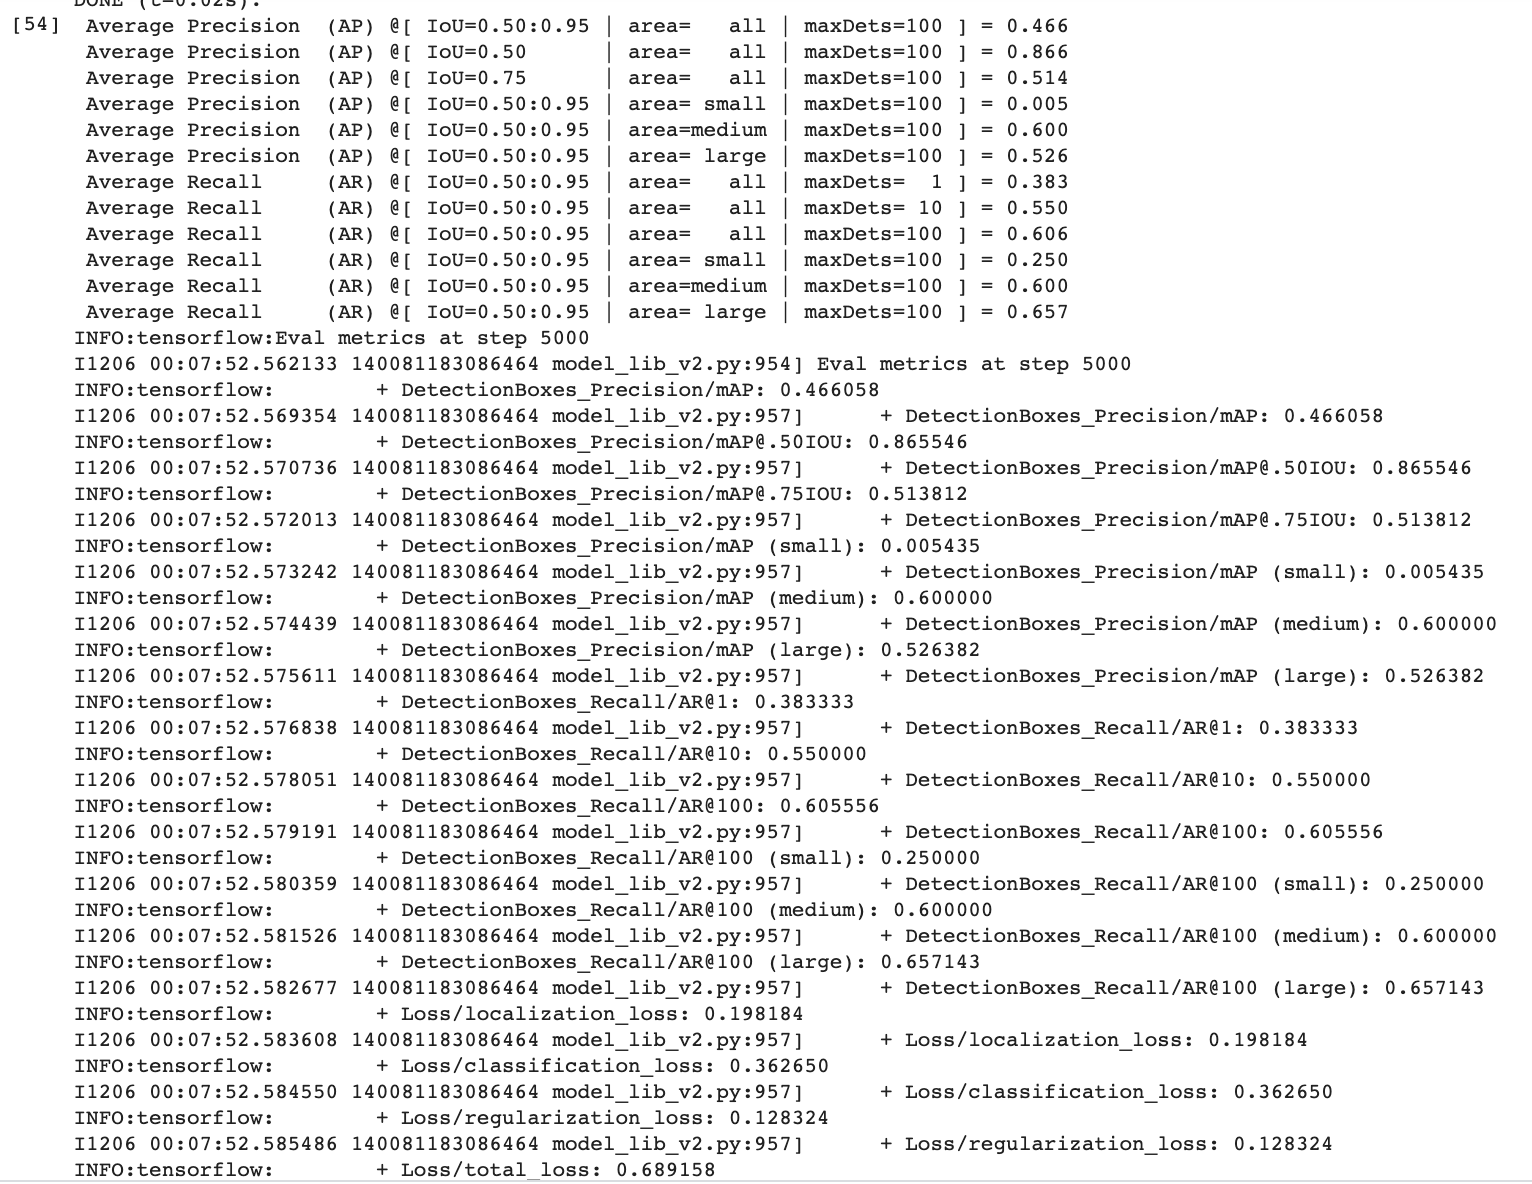 DONE (t=0.02s).
[54]  Average Precision  (AP) @[ IoU=0.50:0.95 | area=   all | maxDets=100 ] = 0.466
 Average Precision  (AP) @[ IoU=0.50      | area=   all | maxDets=100 ] = 0.866
 Average Precision  (AP) @[ IoU=0.75      | area=   all | maxDets=100 ] = 0.514
 Average Precision  (AP) @[ IoU=0.50:0.95 | area= small | maxDets=100 ] = 0.005
 Average Precision  (AP) @[ IoU=0.50:0.95 | area=medium | maxDets=100 ] = 0.600
 Average Precision  (AP) @[ IoU=0.50:0.95 | area= large | maxDets=100 ] = 0.526
 Average Recall     (AR) @[ IoU=0.50:0.95 | area=   all | maxDets=  1 ] = 0.383
 Average Recall     (AR) @[ IoU=0.50:0.95 | area=   all | maxDets= 10 ] = 0.550
 Average Recall     (AR) @[ IoU=0.50:0.95 | area=   all | maxDets=100 ] = 0.606
 Average Recall     (AR) @[ IoU=0.50:0.95 | area= small | maxDets=100 ] = 0.250
 Average Recall     (AR) @[ IoU=0.50:0.95 | area=medium | maxDets=100 ] = 0.600
 Average Recall     (AR) @[ IoU=0.50:0.95 | area= large | maxDets=100 ] = 0.657
INFO:tensorflow:Eval metrics at step 5000
I1206 00:07:52.562133 140081183086464 model_lib_v2.py:954] Eval metrics at step 5000
INFO:tensorflow:        + DetectionBoxes_Precision/mAP: 0.466058
I1206 00:07:52.569354 140081183086464 model_lib_v2.py:957]      + DetectionBoxes_Precision/mAP: 0.466058
INFO:tensorflow:        + DetectionBoxes_Precision/mAP@.50IOU: 0.865546
I1206 00:07:52.570736 140081183086464 model_lib_v2.py:957]      + DetectionBoxes_Precision/mAP@.50IOU: 0.865546
INFO:tensorflow:        + DetectionBoxes_Precision/mAP@.75IOU: 0.513812
I1206 00:07:52.572013 140081183086464 model_lib_v2.py:957]      + DetectionBoxes_Precision/mAP@.75IOU: 0.513812
INFO:tensorflow:        + DetectionBoxes_Precision/mAP (small): 0.005435
I1206 00:07:52.573242 140081183086464 model_lib_v2.py:957]      + DetectionBoxes_Precision/mAP (small): 0.005435
INFO:tensorflow:        + DetectionBoxes_Precision/mAP (medium): 0.600000
I1206 00:07:52.574439 140081183086464 model_lib_v2.py:957]      + DetectionBoxes_Precision/mAP (medium): 0.600000
INFO:tensorflow:        + DetectionBoxes_Precision/mAP (large): 0.526382
I1206 00:07:52.575611 140081183086464 model_lib_v2.py:957]      + DetectionBoxes_Precision/mAP (large): 0.526382
INFO:tensorflow:        + DetectionBoxes_Recall/AR@1: 0.383333
I1206 00:07:52.576838 140081183086464 model_lib_v2.py:957]      + DetectionBoxes_Recall/AR@1: 0.383333
INFO:tensorflow:        + DetectionBoxes_Recall/AR@10: 0.550000
I1206 00:07:52.578051 140081183086464 model_lib_v2.py:957]      + DetectionBoxes_Recall/AR@10: 0.550000
INFO:tensorflow:        + DetectionBoxes_Recall/AR@100: 0.605556
I1206 00:07:52.579191 140081183086464 model_lib_v2.py:957]      + DetectionBoxes_Recall/AR@100: 0.605556
INFO:tensorflow:        + DetectionBoxes_Recall/AR@100 (small): 0.250000
I1206 00:07:52.580359 140081183086464 model_lib_v2.py:957]      + DetectionBoxes_Recall/AR@100 (small): 0.250000
INFO:tensorflow:        + DetectionBoxes_Recall/AR@100 (medium): 0.600000
I1206 00:07:52.581526 140081183086464 model_lib_v2.py:957]      + DetectionBoxes_Recall/AR@100 (medium): 0.600000
INFO:tensorflow:        + DetectionBoxes_Recall/AR@100 (large): 0.657143
I1206 00:07:52.582677 140081183086464 model_lib_v2.py:957]      + DetectionBoxes_Recall/AR@100 (large): 0.657143
INFO:tensorflow:        + Loss/localization_loss: 0.198184
I1206 00:07:52.583608 140081183086464 model_lib_v2.py:957]      + Loss/localization_loss: 0.198184
INFO:tensorflow:        + Loss/classification_loss: 0.362650
I1206 00:07:52.584550 140081183086464 model_lib_v2.py:957]      + Loss/classification_loss: 0.362650
INFO:tensorflow:        + Loss/regularization_loss: 0.128324
I1206 00:07:52.585486 140081183086464 model_lib_v2.py:957]      + Loss/regularization_loss: 0.128324
INFO:tensorflow:        + Loss/total_loss: 0.689158